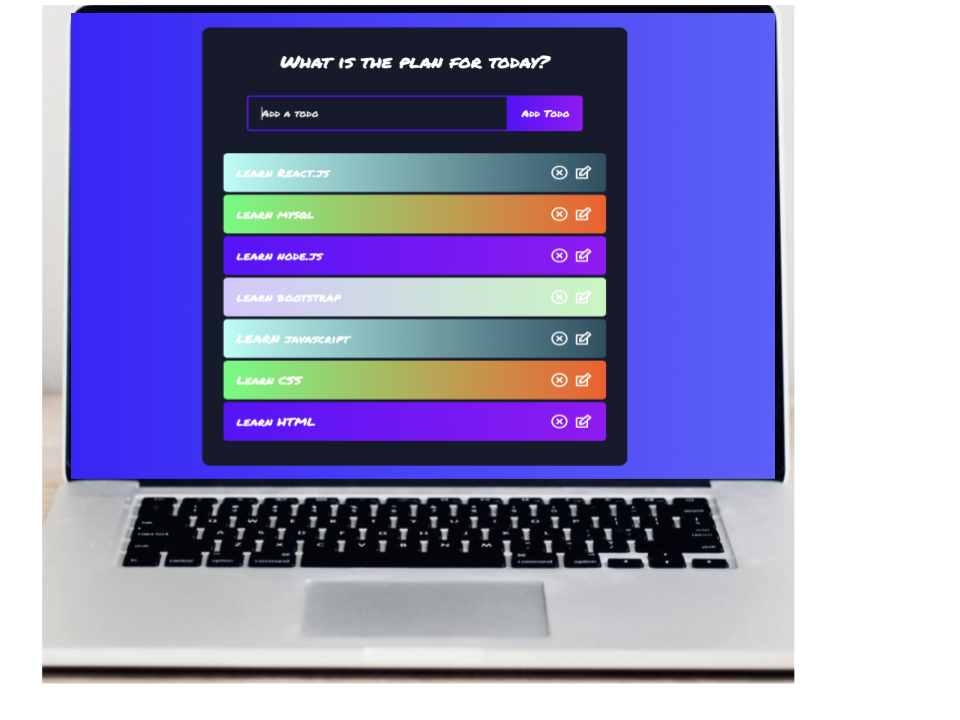 What is the plan for today?
Add a todo
Add Todo
learn React.js
learn mysql
learn node.js
learn bootstrap
LEARN javascript
Learn CSS
learn HTML